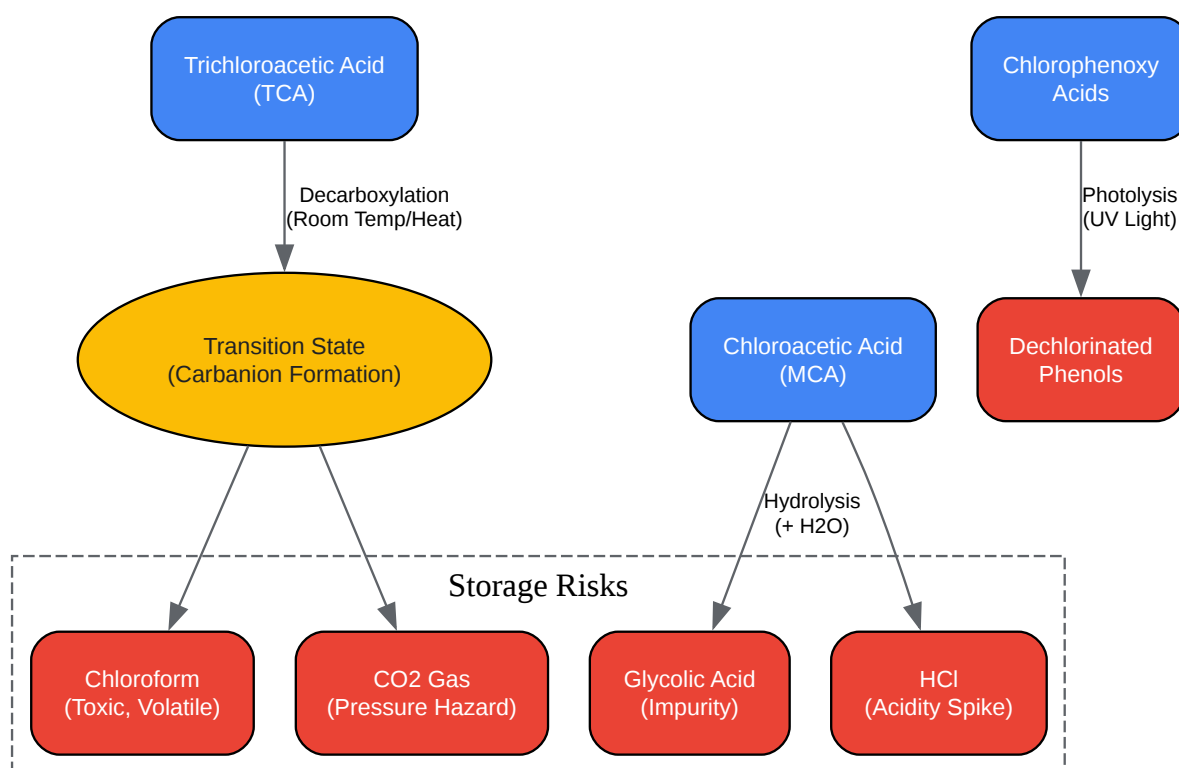 Trichloroacetic Acid
(TCA)
Chlorophenoxy
Acids
Decarboxylation
(Room Temp/Heat)
Photolysis
(UV Light)
Transition State
(Carbanion Formation)
Chloroacetic Acid
(MCA)
Dechlorinated
Phenols
Hydrolysis
(+ H2O)
Storage Risks
Chloroform
(Toxic, Volatile)
CO2 Gas
(Pressure Hazard)
Glycolic Acid
(Impurity)
HCl
(Acidity Spike)